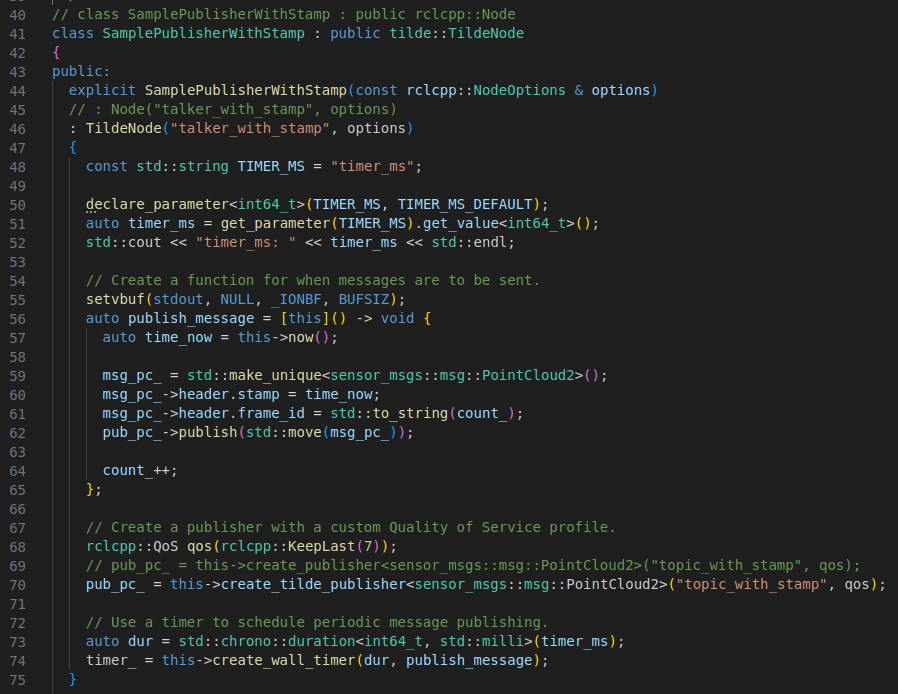 40 // class SamplePublisherWithStamp : public rclcpp::Node
41 class SamplePublisherWithStamp : public tilde::TildeNode
42 {
43 public:
44   explicit SamplePublisherWithStamp(const rclcpp::NodeOptions & options)
45   // : Node("talker_with_stamp", options)
46   : TildeNode("talker_with_stamp", options)
47   {
48     const std::string TIMER_MS = "timer_ms";
49
50     declare_parameter<int64_t>(TIMER_MS, TIMER_MS_DEFAULT);
51     auto timer_ms = get_parameter(TIMER_MS).get_value<int64_t>();
52     std::cout << "timer_ms: " << timer_ms << std::endl;
53
54     // Create a function for when messages are to be sent.
55     setvbuf(stdout, NULL, _IONBF, BUFSIZ);
56     auto publish_message = [this]() -> void {
57       auto time_now = this->now();
58
59       msg_pc_ = std::make_unique<sensor_msgs::msg::PointCloud2>();
60       msg_pc_->header.stamp = time_now;
61       msg_pc_->header.frame_id = std::to_string(count_);
62       pub_pc_->publish(std::move(msg_pc_));
63
64       count_++;
65     };
66
67     // Create a publisher with a custom Quality of Service profile.
68     rclcpp::QoS qos(rclcpp::KeepLast(7));
69     // pub_pc_ = this->create_publisher<sensor_msgs::msg::PointCloud2>("topic_with_stamp", qos);
70     pub_pc_ = this->create_tilde_publisher<sensor_msgs::msg::PointCloud2>("topic_with_stamp", qos);
71
72     // Use a timer to schedule periodic message publishing.
73     auto dur = std::chrono::duration<int64_t, std::milli>(timer_ms);
74     timer_ = this->create_wall_timer(dur, publish_message);
75   }